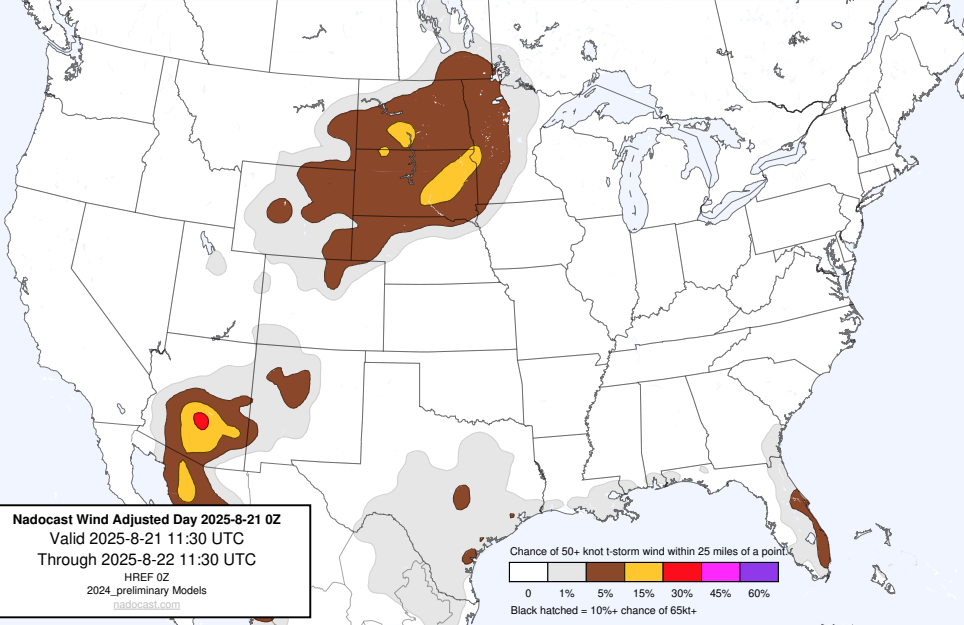 Nadocast Wind Adjusted Day 2025-8-21 0Z
Valid 2025-8-21 11:30 UTC
Through 2025-8-22 11:30 UTC
HREF 0Z
2024_preliminary Models
nadocast.com
Chance of 50+ knot t-storm wind within 25 miles of a point.
0 1% 5% 15% 30% 45% 60%
Black hatched = 10%+ chance of 65kt+